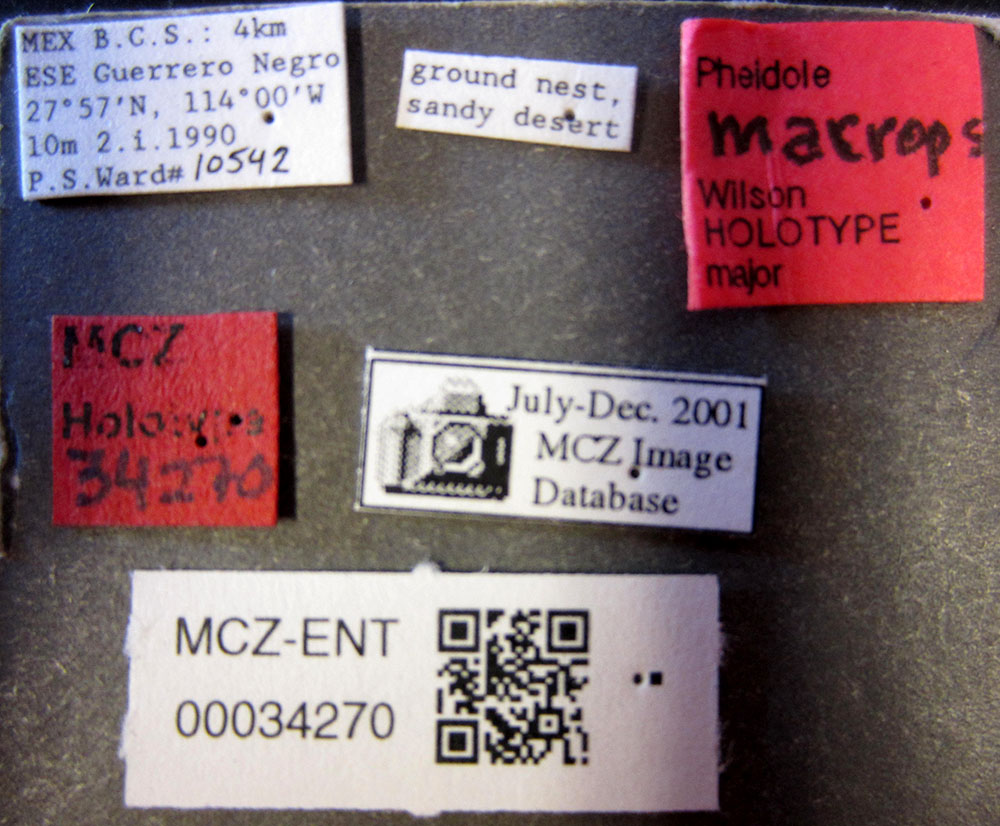 MEX B.C.S.: 4km
ESE Guerrero Negro
27°57'N, 114°00'W
10m 2.i.1990
P.S.Ward# 10542
ground nest,
sandy desert
Pheidole
macrops
Wilson
HOLOTYPE
major
MCZ
Holotype
34270
July-Dec. 2001
MCZ Image
Database
MCZ-ENT
00034270